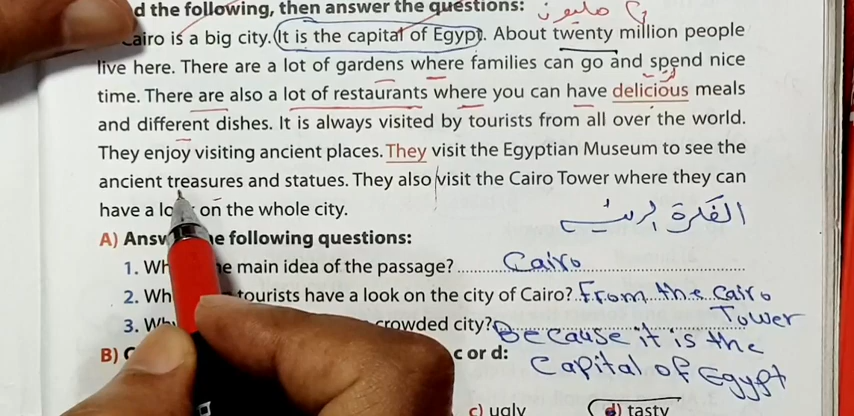 d the following, then answer the questions: ٢٠ مليون
Cairo is a big city. It is the capital of Egypt. About twenty million people
live here. There are a lot of gardens where families can go and spend nice
time. There are also a lot of restaurants where you can have delicious meals
and different dishes. It is always visited by tourists from all over the world.
They enjoy visiting ancient places. They visit the Egyptian Museum to see the
ancient treasures and statues. They also visit the Cairo Tower where they can
have a lo on the whole city.
الفكرة
A) Answ e following questions:
1. Wh e main idea of the passage? Cairo
2. Wh tourists have a look on the city of Cairo? From the Cairo Tower
3. Why crowded city? Because it is the capital of Egypt
B) C c or d:
c) ugly d) tasty